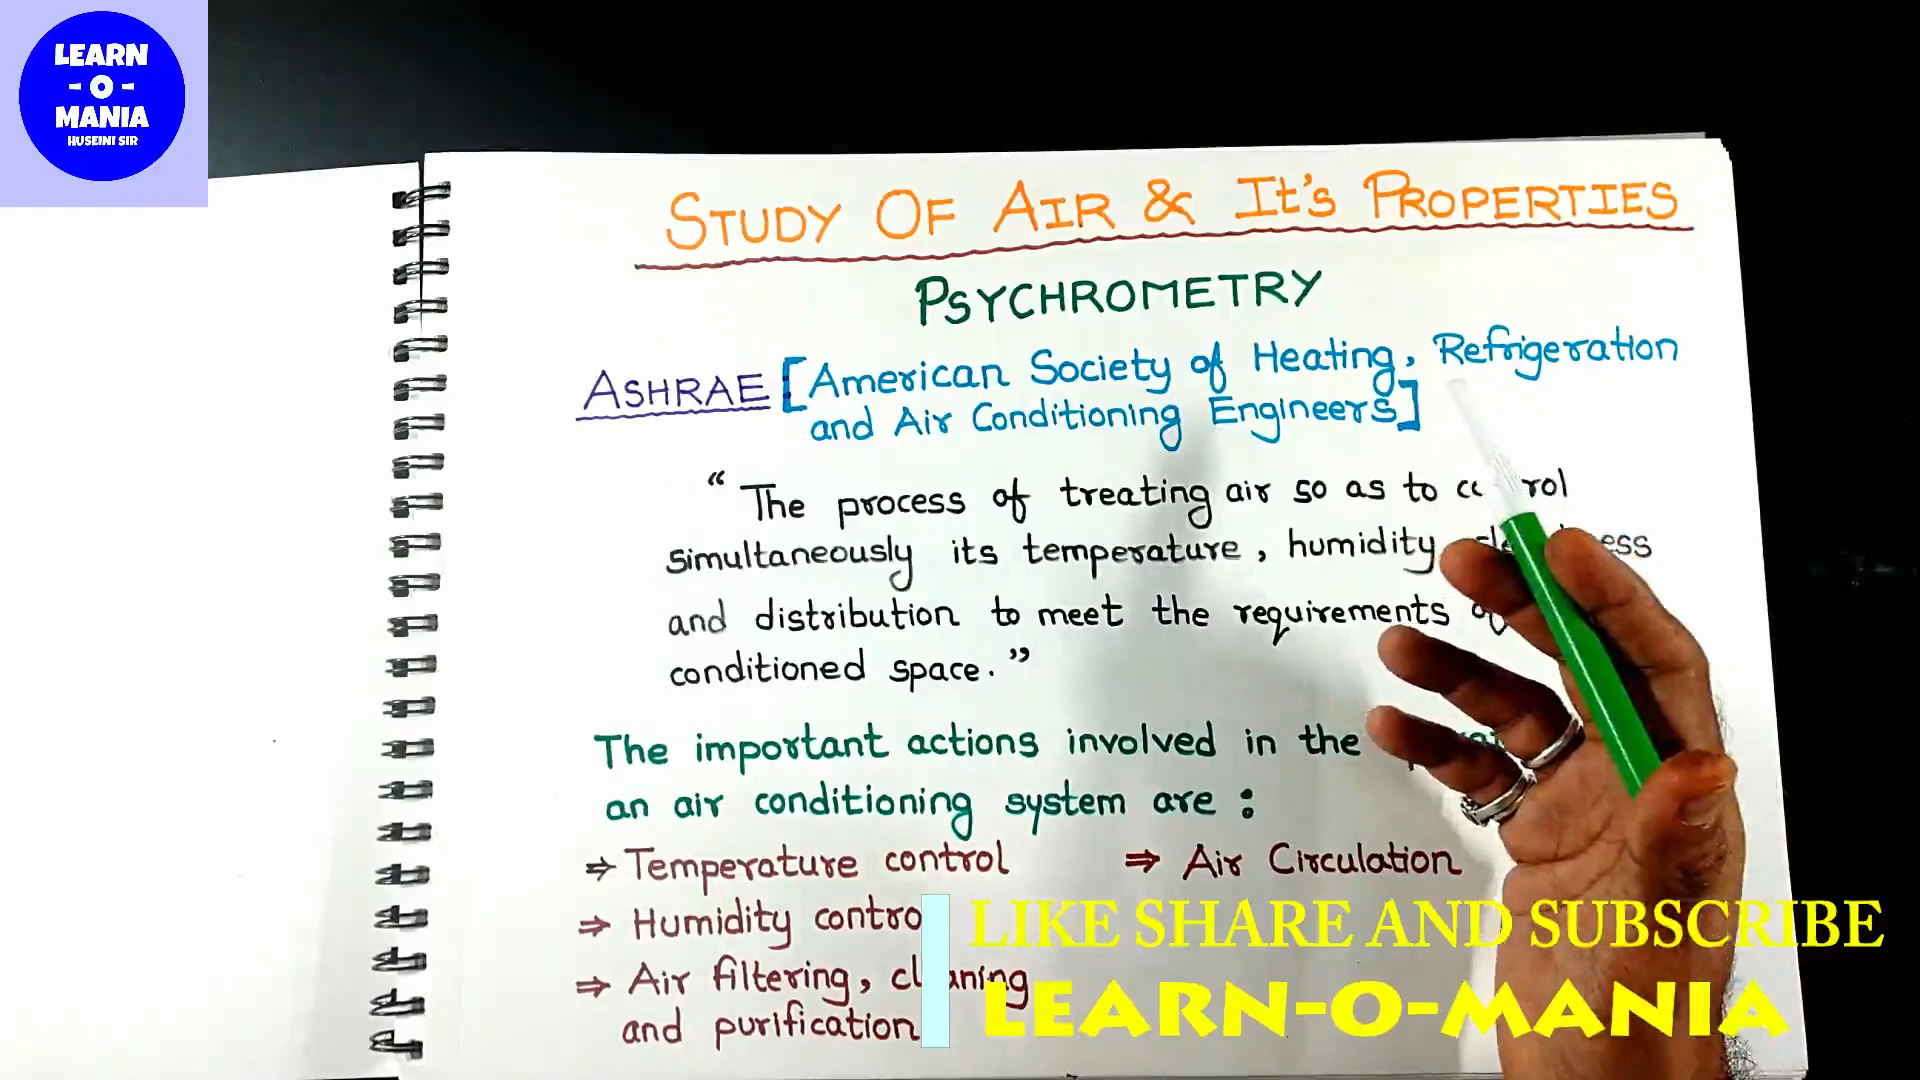 LEARN
- O -
MANIA
HUSEINI SIR
STUDY OF AIR & It's PROPERTIES
PSYCHROMETRY
ASHRAE [American Society of Heating, Refrigeration
and Air Conditioning Engineers]
“ The process of treating air so as to
simultaneously its temperature, humidity
and distribution to meet the requirements
conditioned space. ”
The important actions involved in the
an air conditioning system are :
⇒ Temperature control ⇒ Air Circulation
⇒ Humidity
⇒ Air filtering,
and purification
LIKE SHARE AND SUBSCRIBE
LEARN-O-MANIA